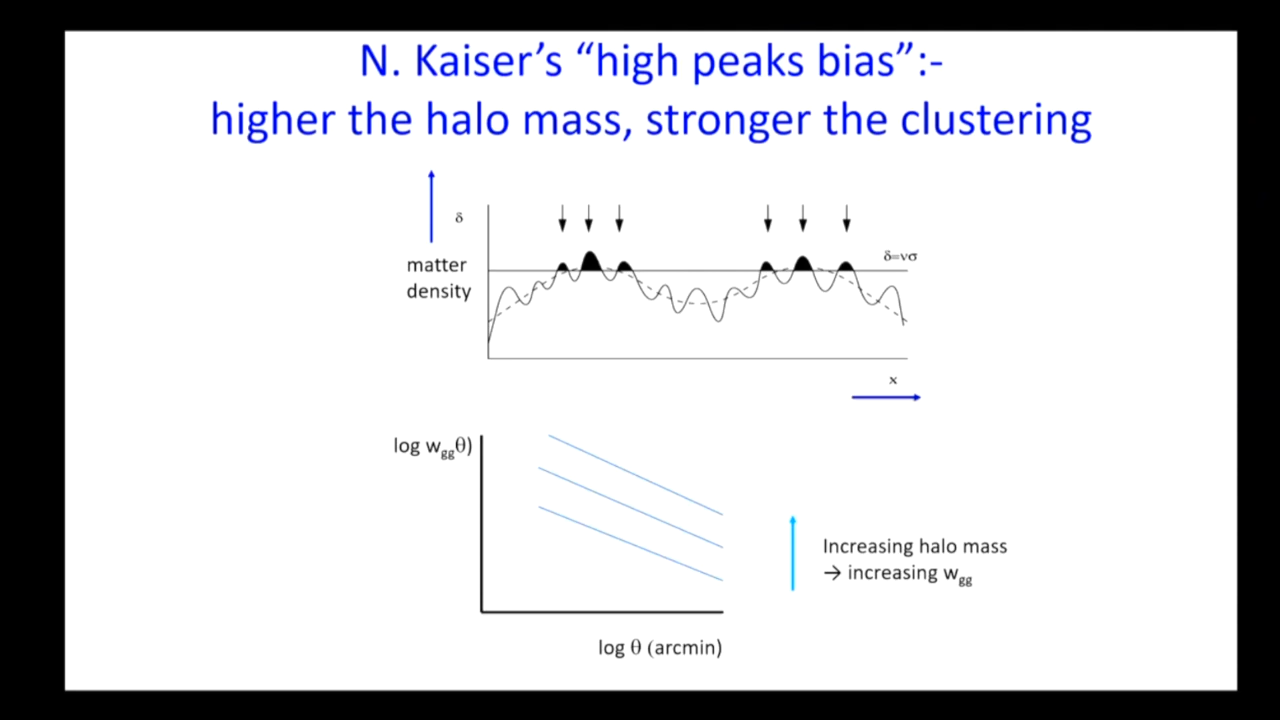 N. Kaiser’s “high peaks bias”:-
higher the halo mass, stronger the clustering
δ
δ=νσ
matter
density
x
log wggθ)
Increasing halo mass
→ increasing wgg
log θ (arcmin)